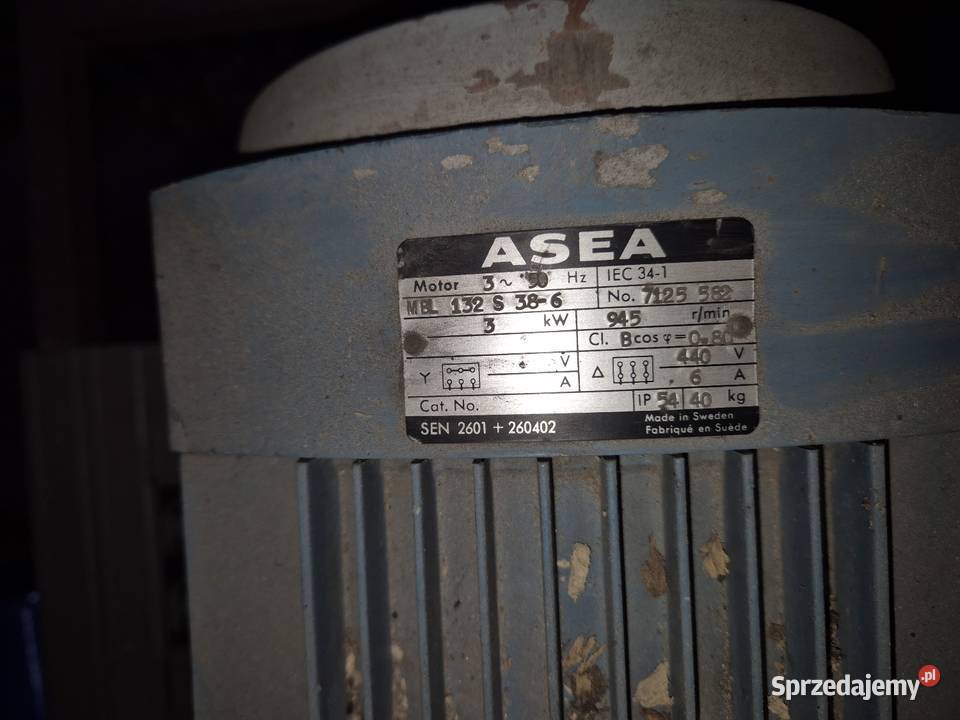 ASEA
Motor 3~ 50 Hz IEC 34-1
MBL 132 S 38-6 No. 7125 582
3 kW 945 r/min
Cl. B cos φ = 0.80
Y V Δ 440 V
A 6 A
Cat. No. IP 54 40 kg
SEN 2601 + 260402 Made in Sweden
Fabriqué en Suède
Sprzedajemy.pl